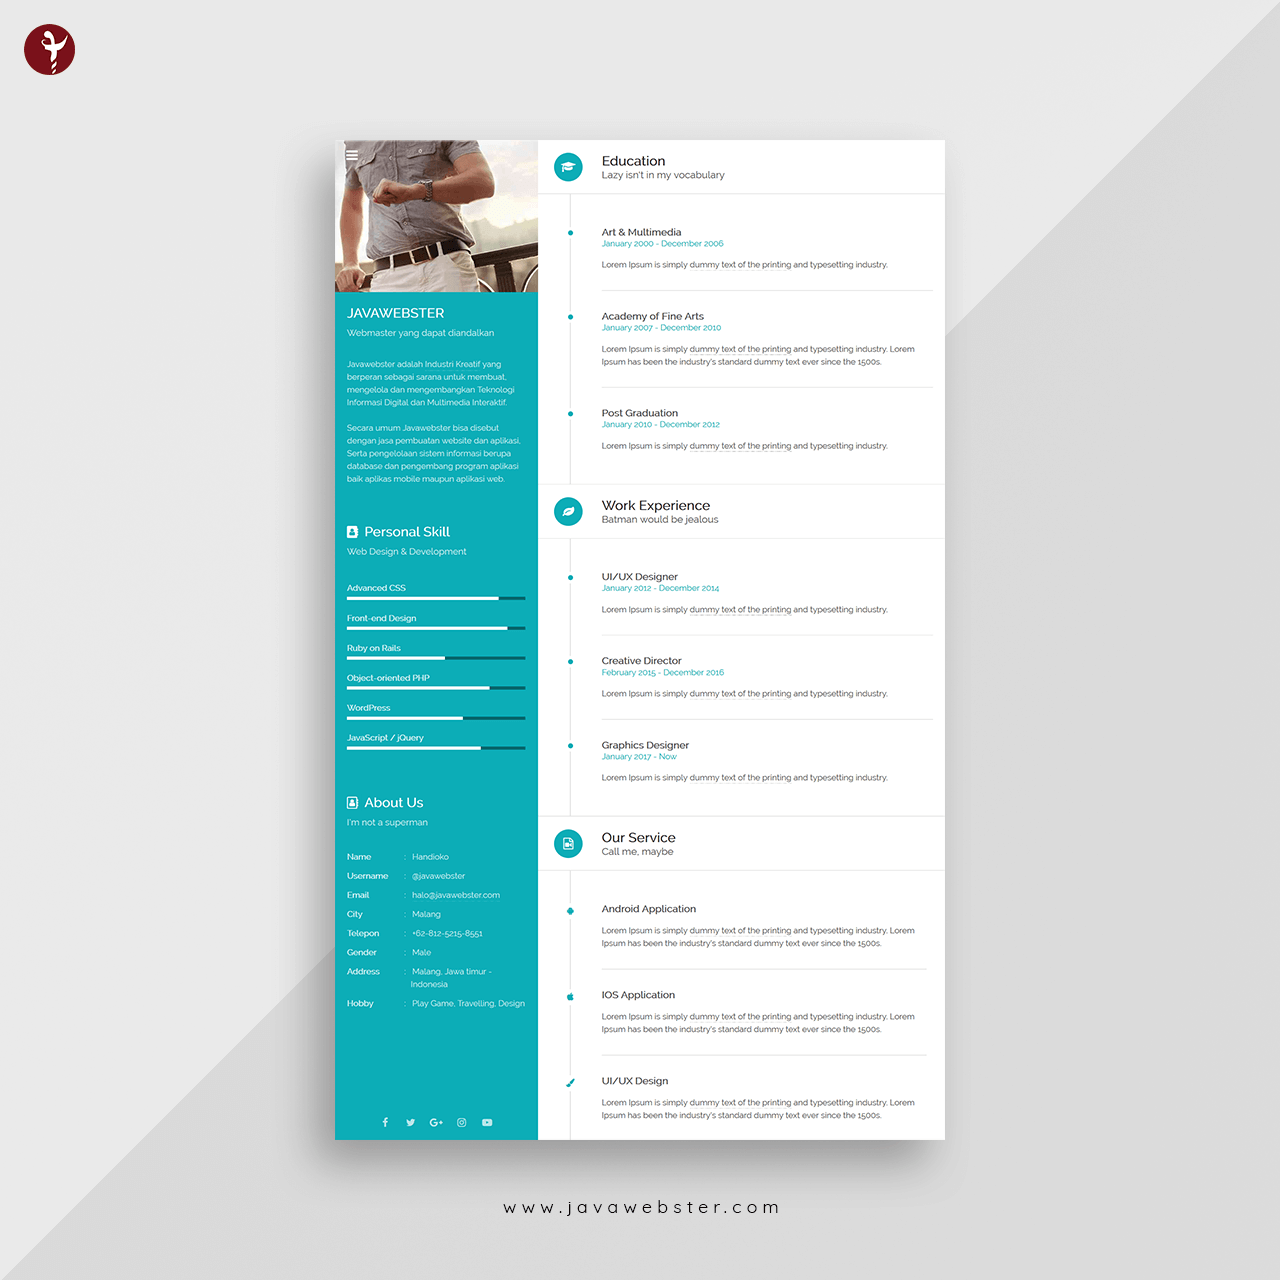 JAVAWEBSTER
Webmaster yang dapat diandalkan
Javawebster adalah Industri Kreatif yang
berperan sebagai sarana untuk membuat,
mengelola dan mengembangkan Teknologi
Informasi Digital dan Multimedia Interaktif.
Secara umum Javawebster bisa disebut
dengan jasa pembuatan website dan aplikasi,
Serta pengelolaan sistem informasi berupa
database dan pengembang program aplikasi
baik aplikas mobile maupun aplikasi web.
Personal Skill
Web Design & Development
Advanced CSS
Front-end Design
Ruby on Rails
Object-oriented PHP
WordPress
JavaScript / jQuery
About Us
I'm not a superman
Name : Handioko
Username : @javawebster
Email : halo@javawebster.com
City : Malang
Telepon : +62-812-5215-8551
Gender : Male
Address : Malang, Jawa timur -
Indonesia
Hobby : Play Game, Travelling, Design
Education
Lazy isn't in my vocabulary
Art & Multimedia
January 2000 - December 2006
Lorem Ipsum is simply dummy text of the printing and typesetting industry.
Academy of Fine Arts
January 2007 - December 2010
Lorem Ipsum is simply dummy text of the printing and typesetting industry. Lorem
Ipsum has been the industry's standard dummy text ever since the 1500s.
Post Graduation
January 2010 - December 2012
Lorem Ipsum is simply dummy text of the printing and typesetting industry.
Work Experience
Batman would be jealous
UI/UX Designer
January 2012 - December 2014
Lorem Ipsum is simply dummy text of the printing and typesetting industry.
Creative Director
February 2015 - December 2016
Lorem Ipsum is simply dummy text of the printing and typesetting industry.
Graphics Designer
January 2017 - Now
Lorem Ipsum is simply dummy text of the printing and typesetting industry.
Our Service
Call me, maybe
Android Application
Lorem Ipsum is simply dummy text of the printing and typesetting industry. Lorem
Ipsum has been the industry's standard dummy text ever since the 1500s.
IOS Application
Lorem Ipsum is simply dummy text of the printing and typesetting industry. Lorem
Ipsum has been the industry's standard dummy text ever since the 1500s.
UI/UX Design
Lorem Ipsum is simply dummy text of the printing and typesetting industry. Lorem
Ipsum has been the industry's standard dummy text ever since the 1500s.
www.javawebster.com